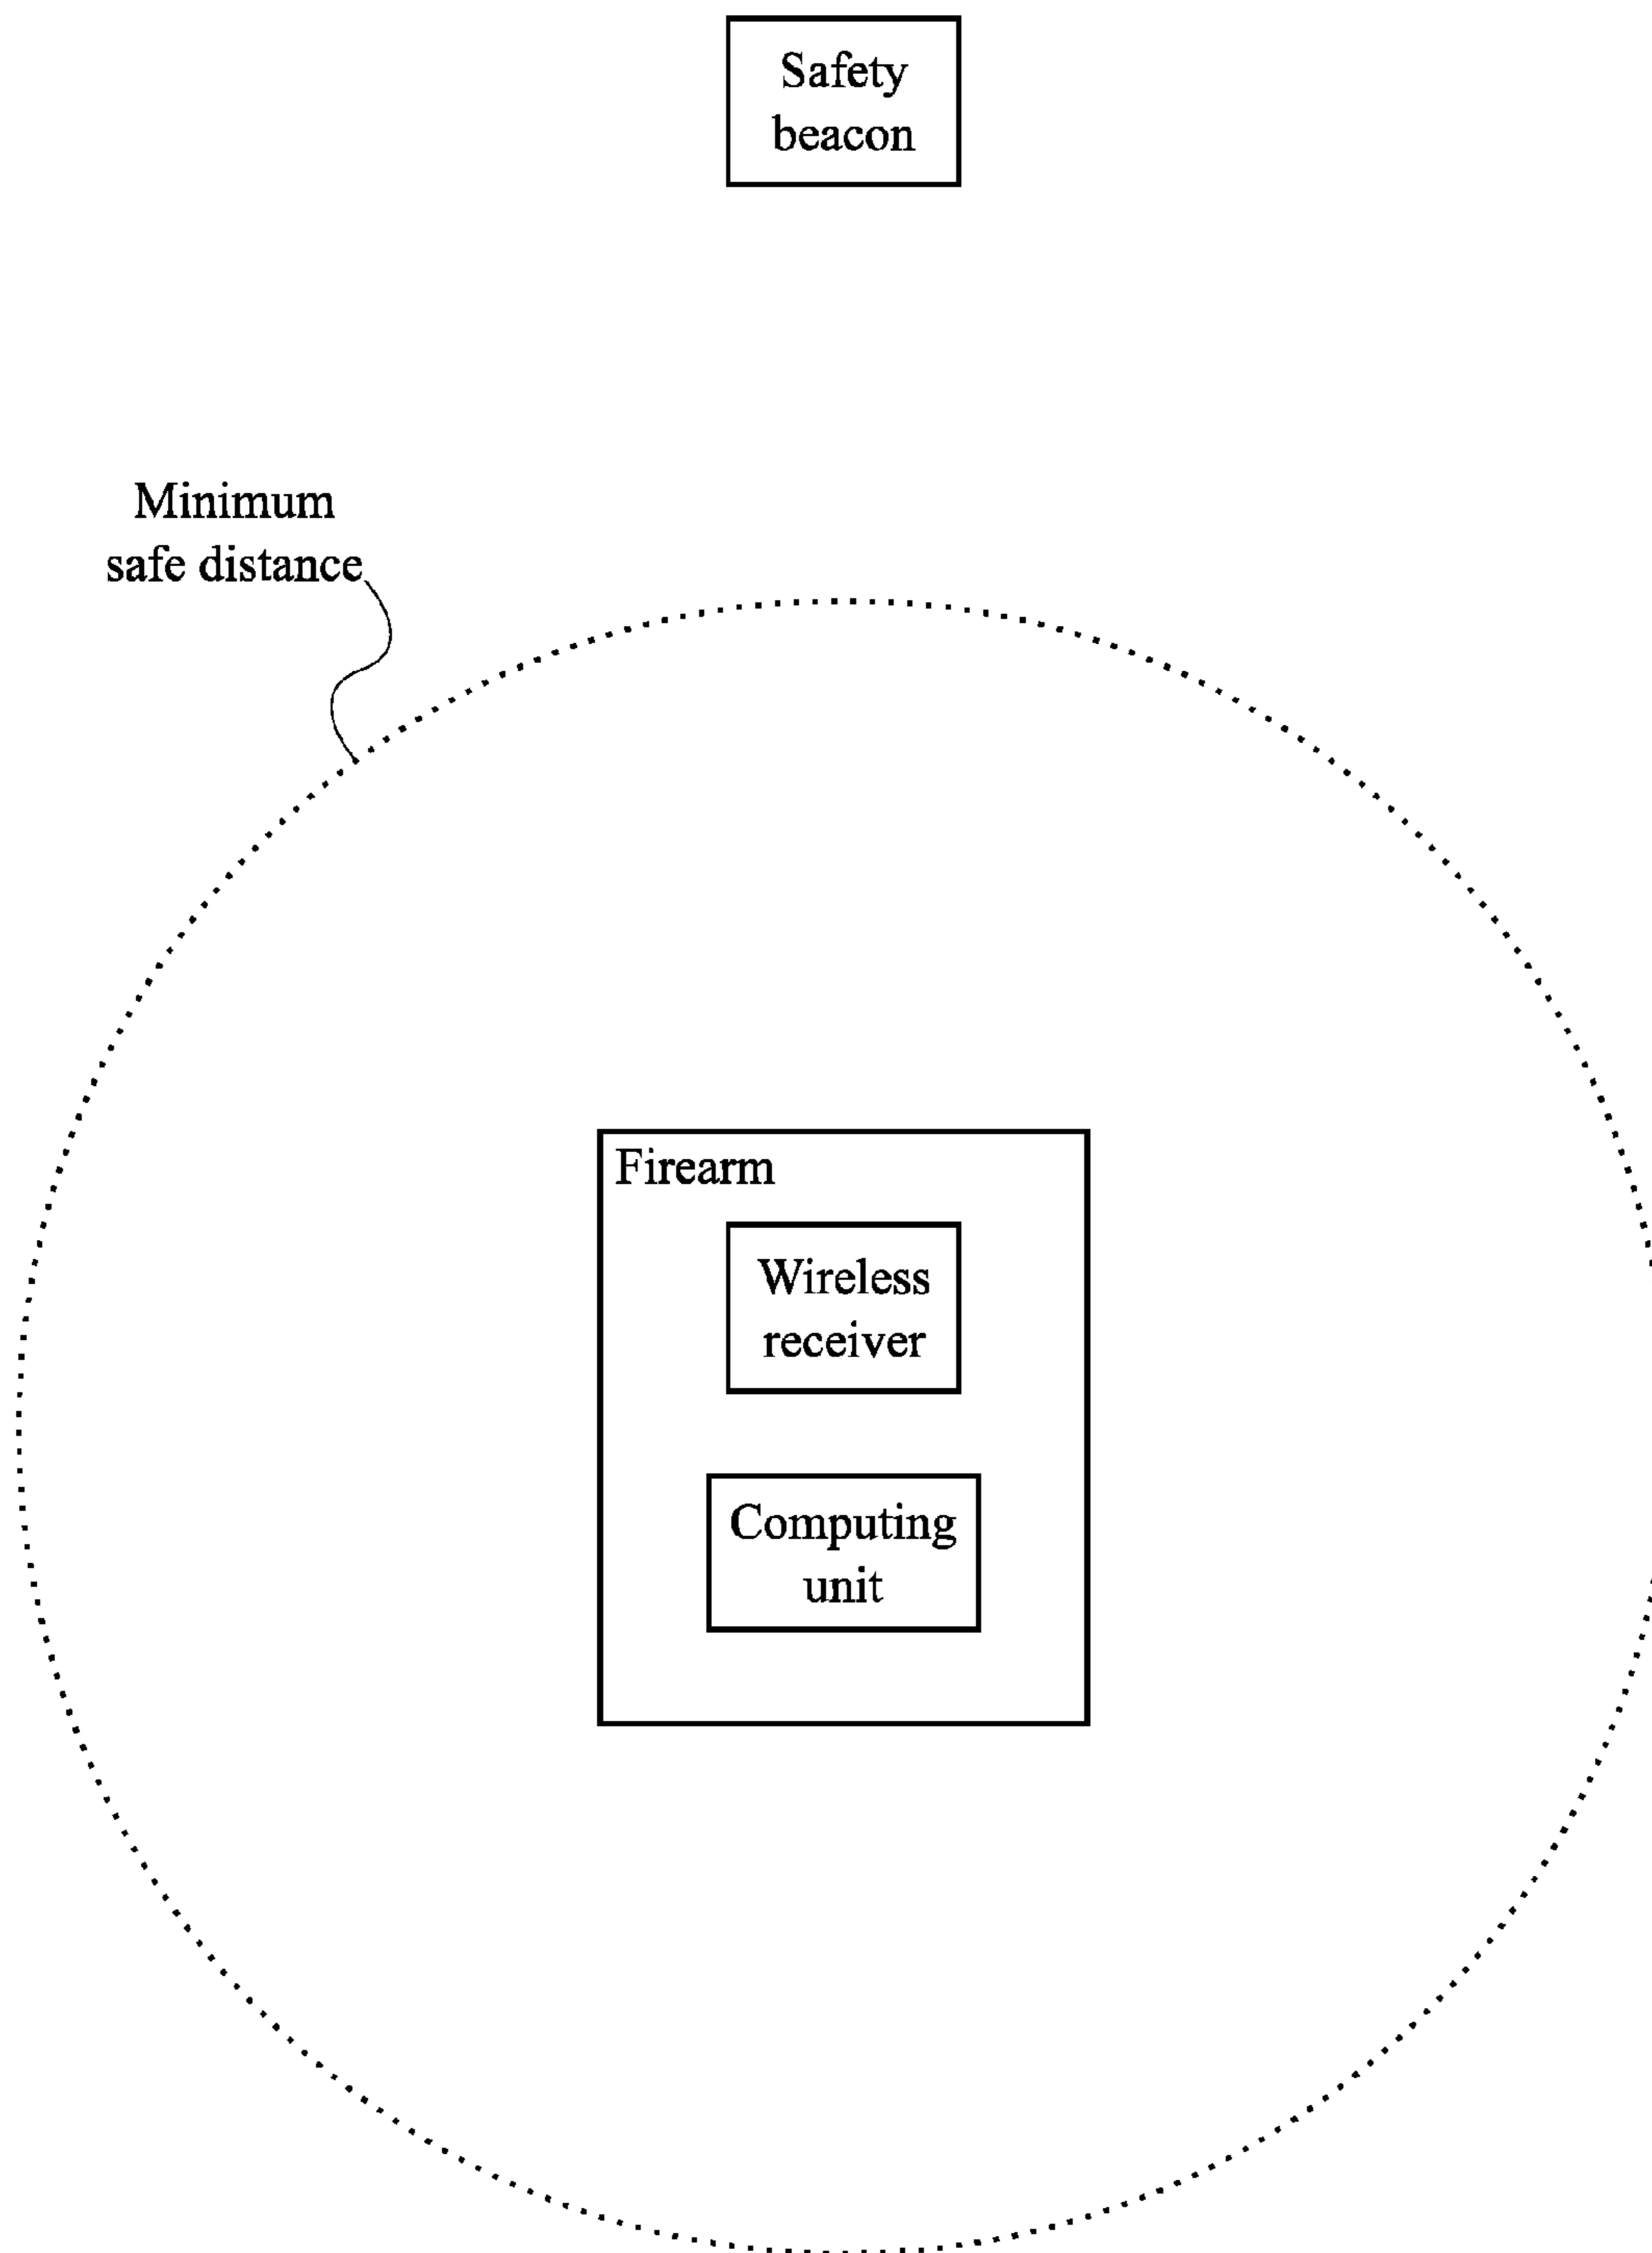 Safety
beacon
Minimum
safe distance
Firearm
Wireless
receiver
Computing
unit